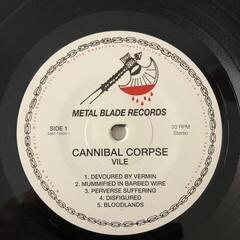 METAL BLADE RECORDS
SIDE 1
33 RPM
Stereo
CANNIBAL CORPSE
VILE
1. DEVOURED BY VERMIN
2. MUMMIFIED IN BARBED WIRE
3. PERVERSE SUFFERING
4. DISFIGURED
5. BLOODLANDS